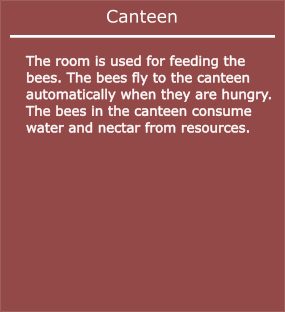 Canteen
The room is used for feeding the
bees. The bees fly to the canteen
automatically when they are hungry.
The bees in the canteen consume
water and nectar from resources.